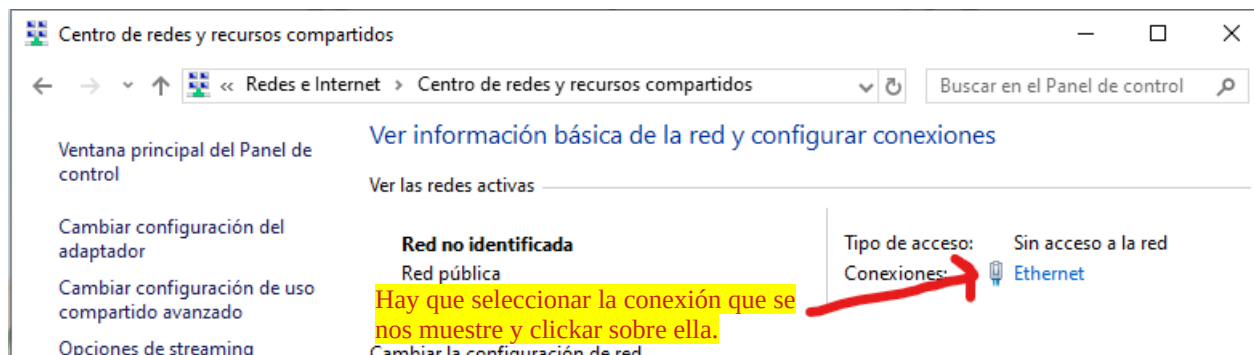 Centro de redes y recursos compartidos
« Redes e Internet > Centro de redes y recursos compartidos
Buscar en el Panel de control
Ventana principal del Panel de
control
Cambiar configuración del
adaptador
Cambiar configuración de uso
compartido avanzado
Opciones de streaming
Ver información básica de la red y configurar conexiones
Ver las redes activas
Red no identificada
Red pública
Tipo de acceso: Sin acceso a la red
Conexiones: Ethernet
Hay que seleccionar la conexión que se
nos muestre y clickar sobre ella.
Cambiar la configuración de red